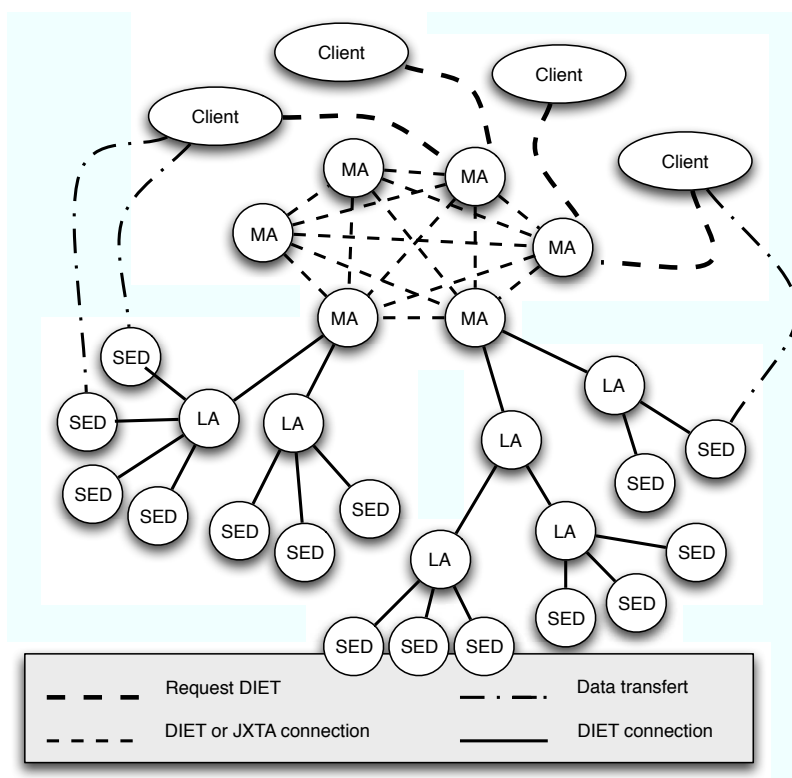 Client
Client
Client
Client
MA
MA
MA
MA
MA
MA
SED
LA
SED
LA
LA
SED
LA
SED
SED
SED
SED
SED
SED
LA
LA
SED
SED
SED
SED
SED
SED
Request DIET
Data transfert
DIET or JXTA connection
DIET connection